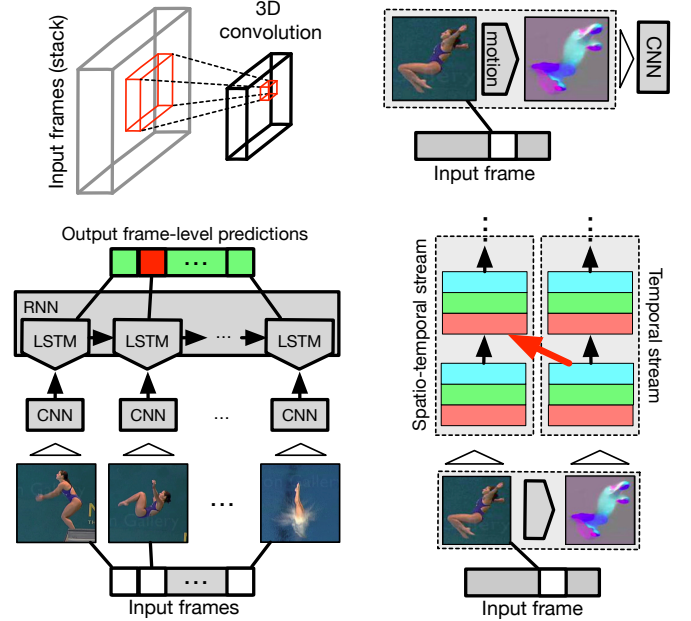 3D
convolution
Input frames (stack)
motion
CNN
Input frame
Output frame-level predictions
...
RNN
LSTM LSTM ... LSTM
CNN CNN ... CNN
...
...
Input frames
...
...
Spatio-temporal stream
Temporal stream
Input frame